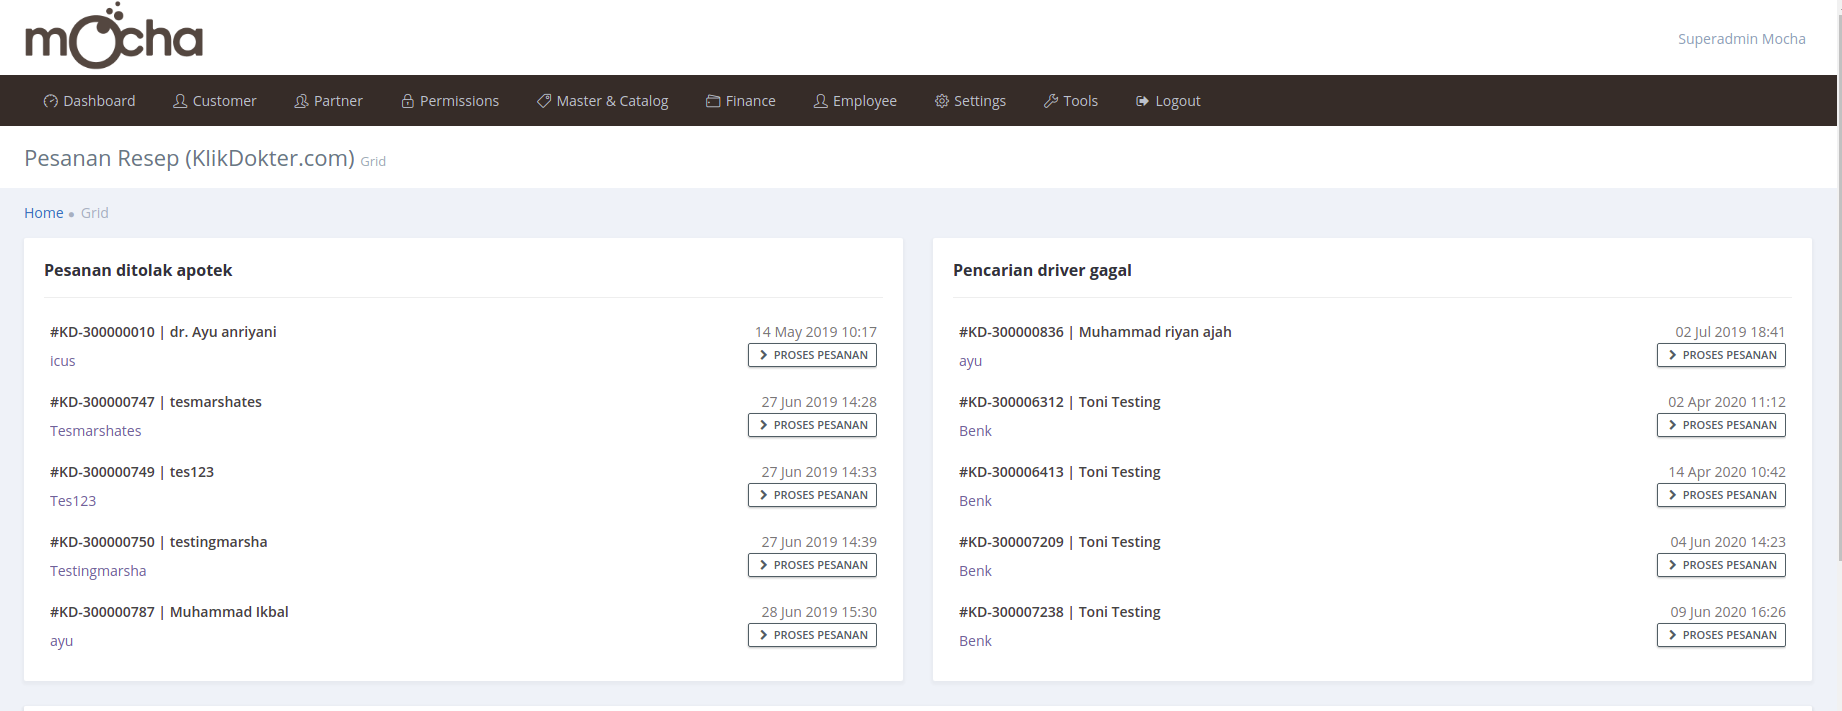 mocha
Superadmin Mocha
Dashboard Customer Partner Permissions Master & Catalog Finance Employee Settings Tools Logout
Pesanan Resep (KlikDokter.com) Grid
Home Grid
Pesanan ditolak apotek
#KD-300000010 | dr. Ayu anriyani 14 May 2019 10:17
icus PROSES PESANAN
#KD-300000747 | tesmarshates 27 Jun 2019 14:28
Tesmarshates PROSES PESANAN
#KD-300000749 | tes123 27 Jun 2019 14:33
Tes123 PROSES PESANAN
#KD-300000750 | testingmarsha 27 Jun 2019 14:39
Testingmarsha PROSES PESANAN
#KD-300000787 | Muhammad Ikbal 28 Jun 2019 15:30
ayu PROSES PESANAN
Pencarian driver gagal
#KD-300000836 | Muhammad riyan ajah 02 Jul 2019 18:41
ayu PROSES PESANAN
#KD-300006312 | Toni Testing 02 Apr 2020 11:12
Benk PROSES PESANAN
#KD-300006413 | Toni Testing 14 Apr 2020 10:42
Benk PROSES PESANAN
#KD-300007209 | Toni Testing 04 Jun 2020 14:23
Benk PROSES PESANAN
#KD-300007238 | Toni Testing 09 Jun 2020 16:26
Benk PROSES PESANAN